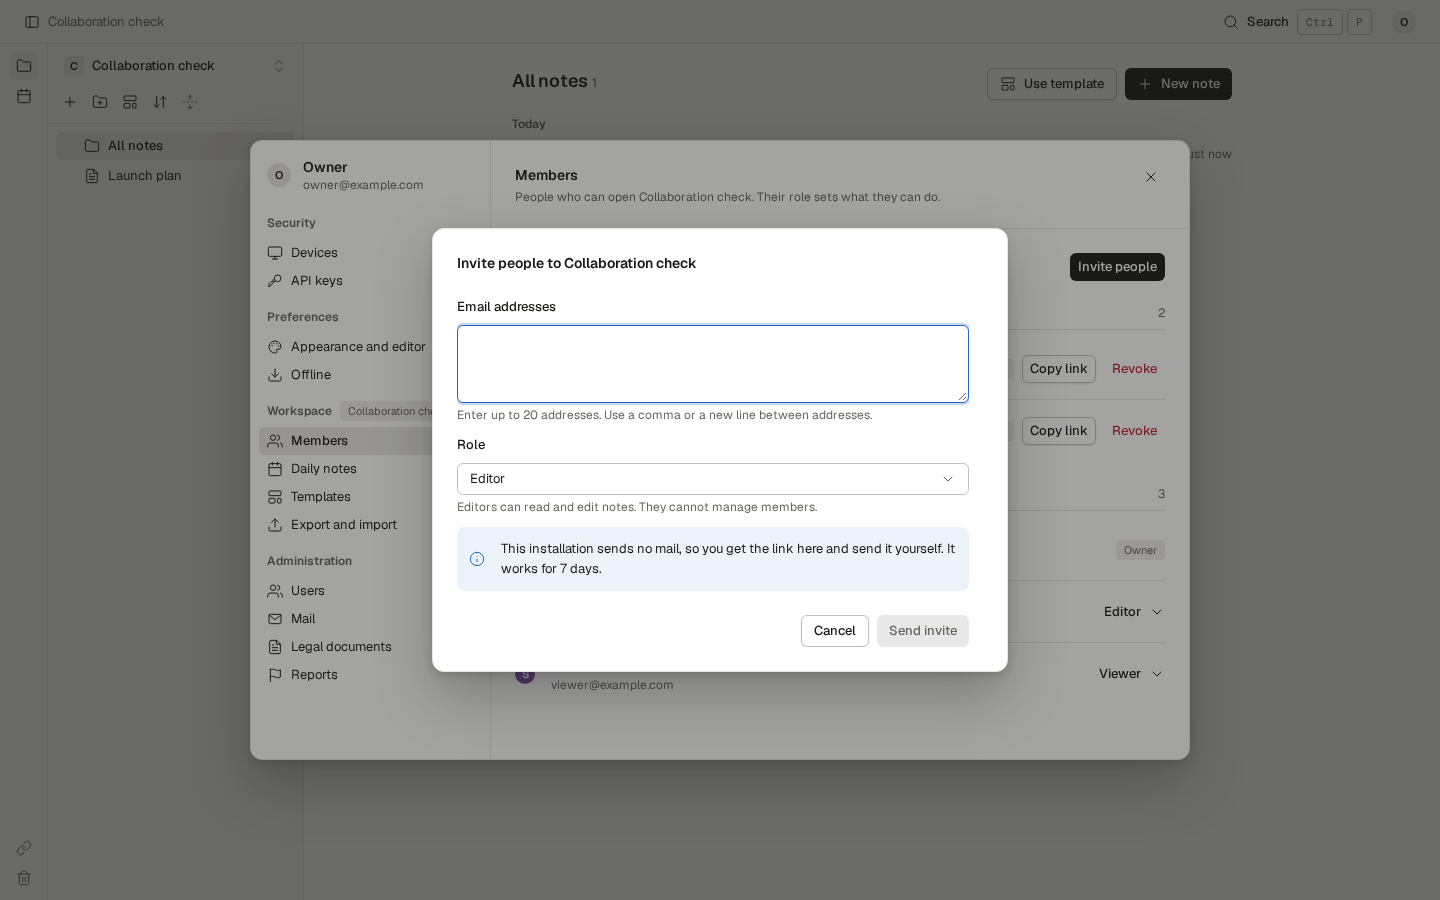 Collaboration check
Search
Ctrl
P
O
C
Collaboration check
All notes
Launch plan
All notes 1
Use template
New note
Today
just now
O
Owner
owner@example.com
Security
Devices
API keys
Preferences
Appearance and editor
Offline
Workspace
Members
Daily notes
Templates
Export and import
Administration
Users
Mail
Legal documents
Reports
Members
People who can open Collaboration check. Their role sets what they can do.
Invite people
2
Copy link
Revoke
Copy link
Revoke
3
Owner
Editor
Viewer
viewer@example.com
Invite people to Collaboration check
Email addresses
Enter up to 20 addresses. Use a comma or a new line between addresses.
Role
Editor
Editors can read and edit notes. They cannot manage members.
This installation sends no mail, so you get the link here and send it yourself. It
works for 7 days.
Cancel
Send invite